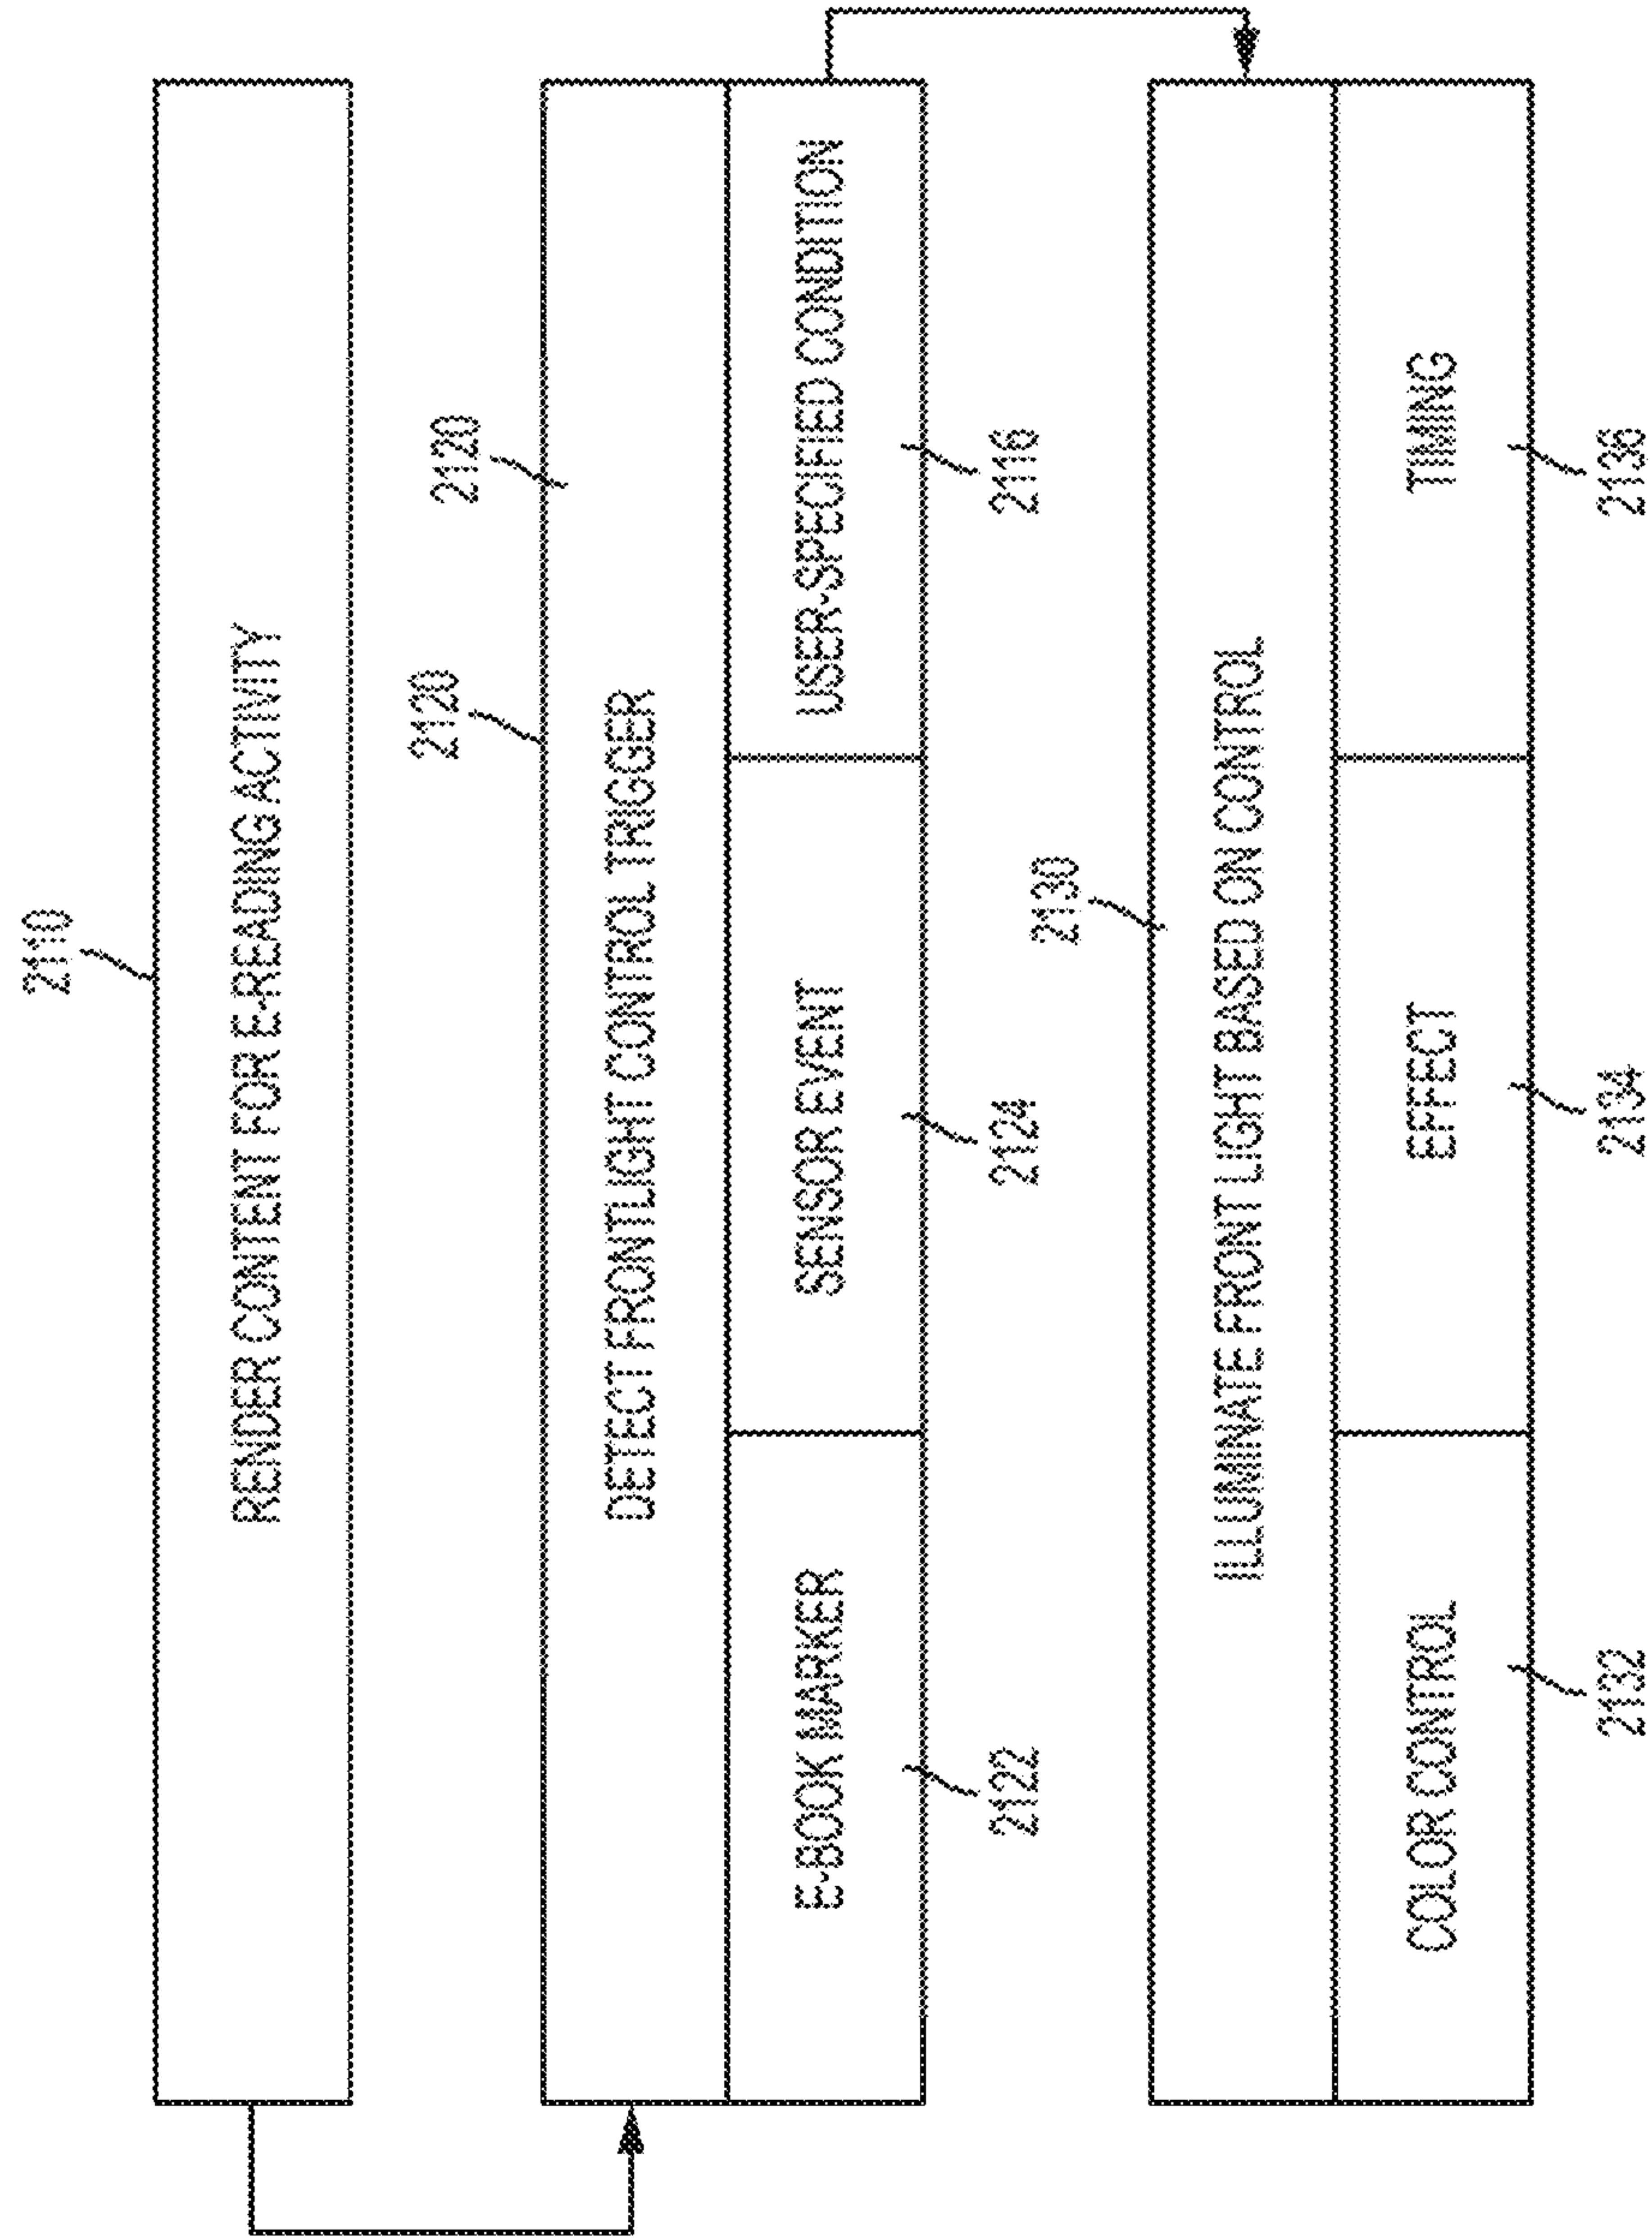 2110
RENDER CONTENT FOR E-READING ACTIVITY
2120
2120
DETECT FRONTLIGHT CONTROL TRIGGER
E-BOOK MARKER
SENSOR EVENT
USER-SPECIFIED CONDITION
2122
2124
2116
2130
ILLUMINATE FRONT LIGHT BASED ON CONTROL
COLOR CONTROL
EFFECT
TIMING
2132
2134
2136